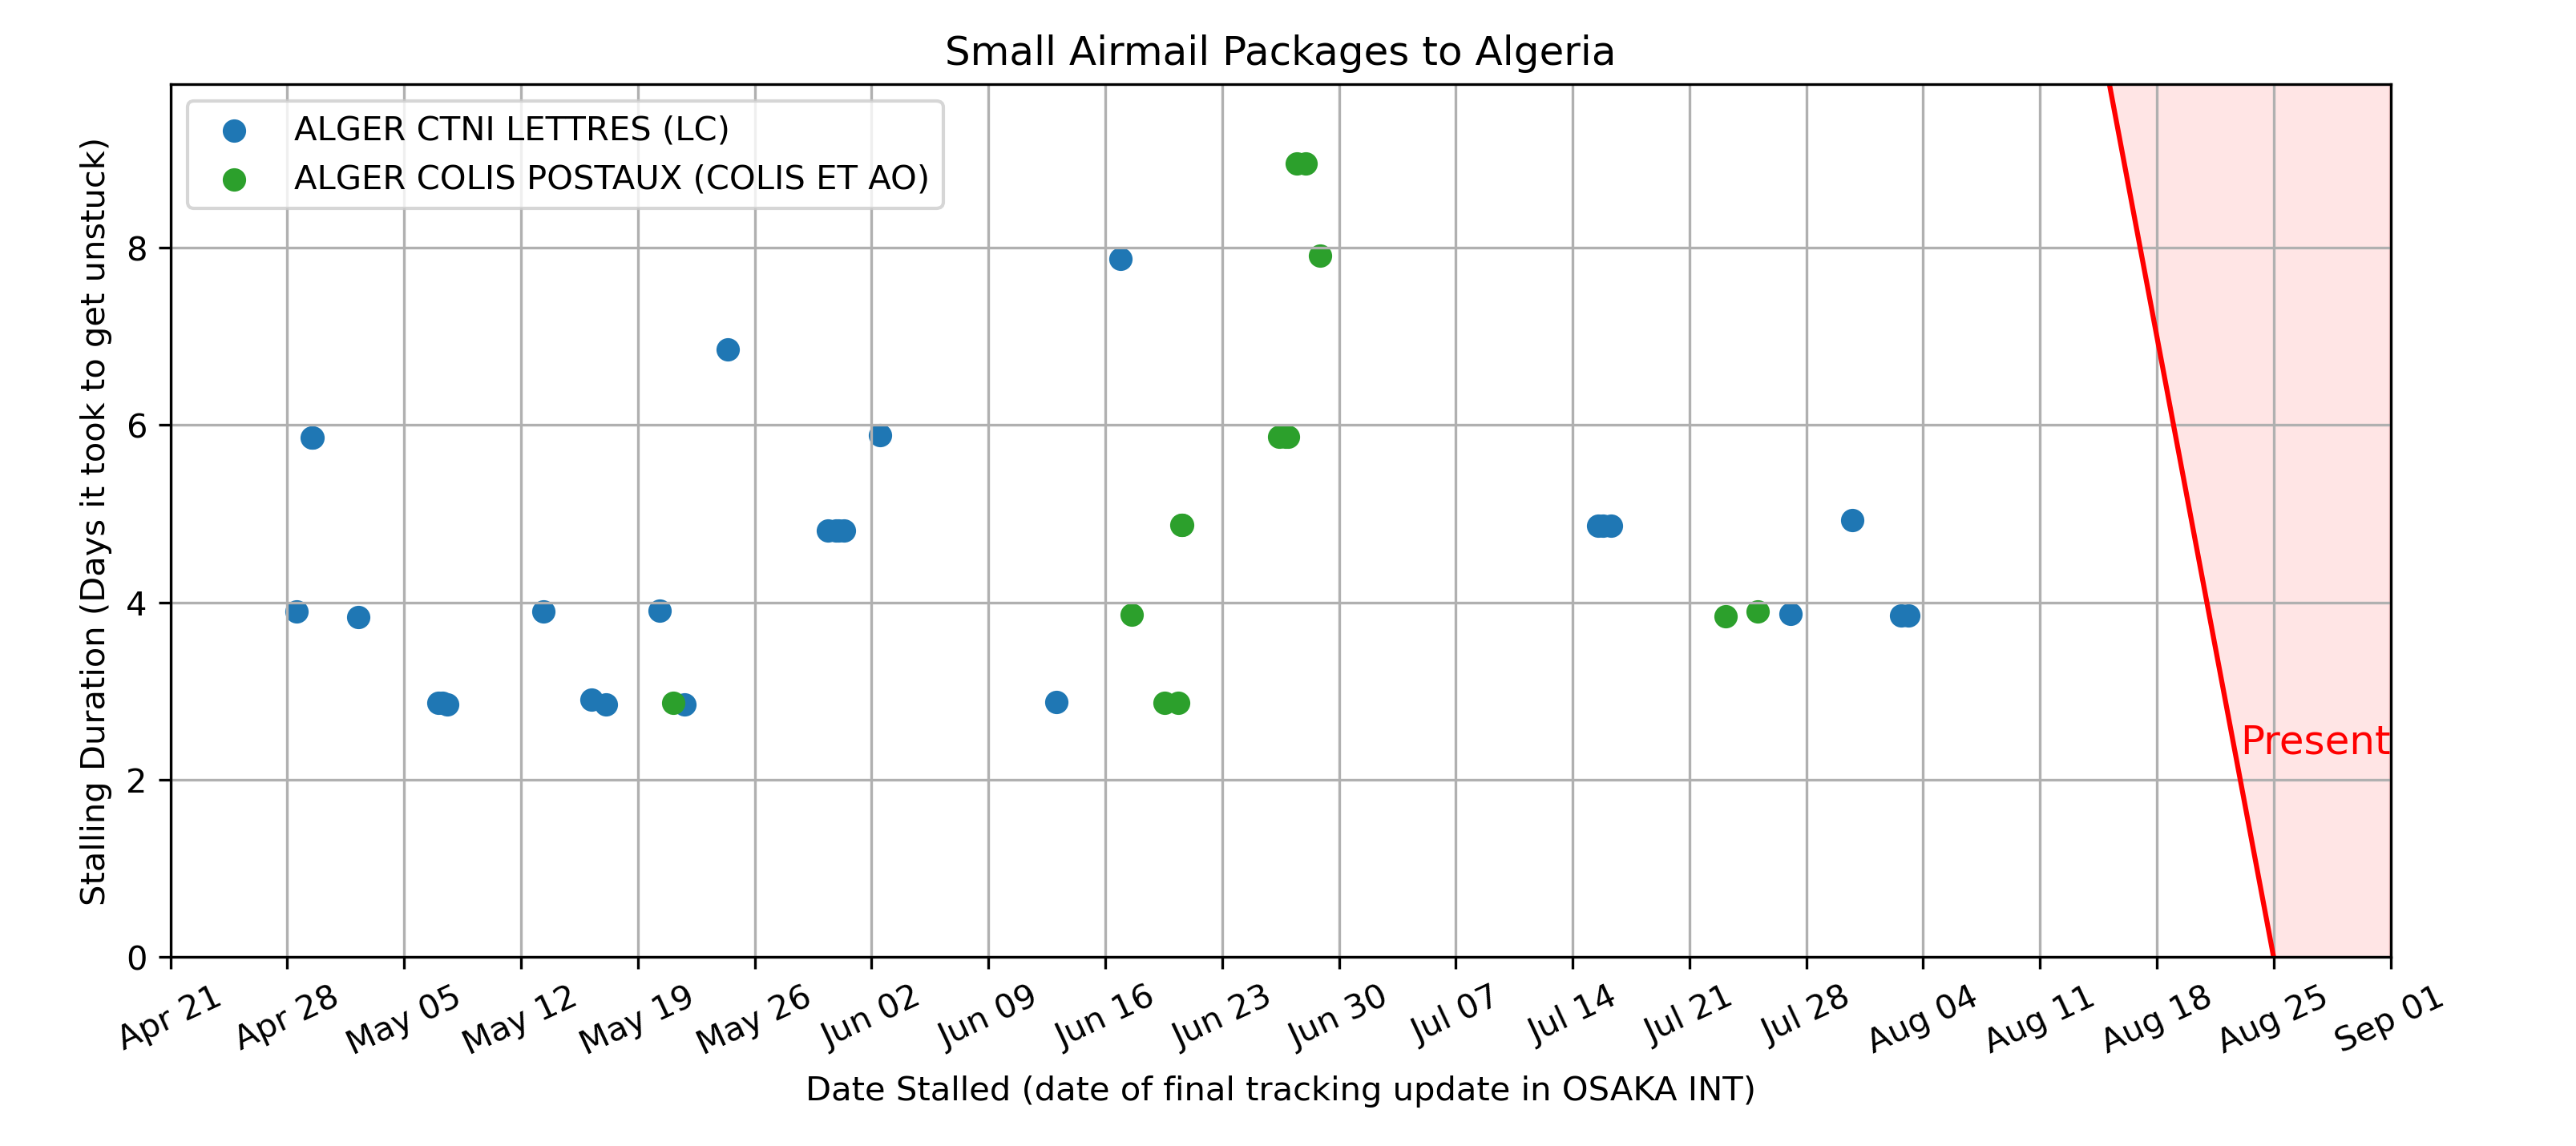 Small Airmail Packages to Algeria
ALGER CTNI LETTRES (LC)
ALGER COLIS POSTAUX (COLIS ET AO)
Stalling Duration (Days it took to get unstuck)
8
6
4
2
0
Present
Apr 21
Apr 28
May 05
May 12
May 19
May 26
Jun 02
Jun 09
Jun 16
Jun 23
Jun 30
Jul 07
Jul 14
Jul 21
Jul 28
Aug 04
Aug 11
Aug 18
Aug 25
Sep 01
Date Stalled (date of final tracking update in OSAKA INT)